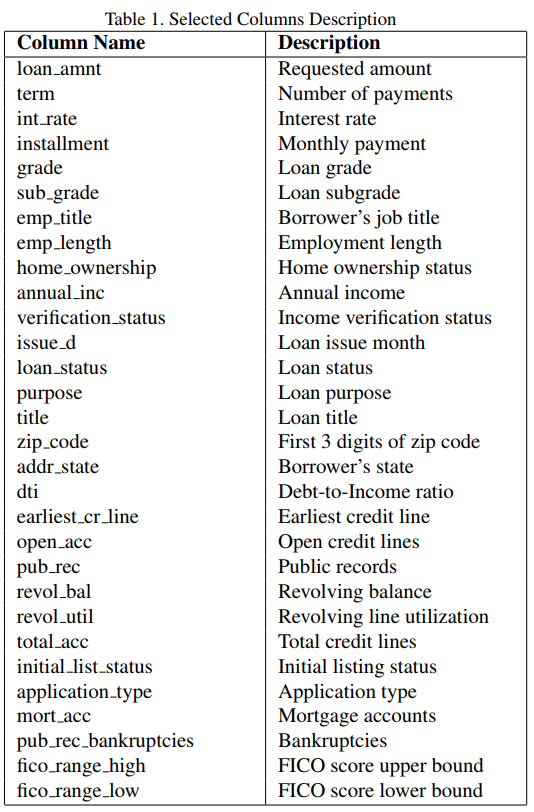 Table 1. Selected Columns Description
Column Name Description
loan_amnt Requested amount
term Number of payments
int_rate Interest rate
installment Monthly payment
grade Loan grade
sub_grade Loan subgrade
emp_title Borrower's job title
emp_length Employment length
home_ownership Home ownership status
annual_inc Annual income
verification_status Income verification status
issue_d Loan issue month
loan_status Loan status
purpose Loan purpose
title Loan title
zip_code First 3 digits of zip code
addr_state Borrower's state
dti Debt-to-Income ratio
earliest_cr_line Earliest credit line
open_acc Open credit lines
pub_rec Public records
revol_bal Revolving balance
revol_util Revolving line utilization
total_acc Total credit lines
initial_list_status Initial listing status
application_type Application type
mort_acc Mortgage accounts
pub_rec_bankruptcies Bankruptcies
fico_range_high FICO score upper bound
fico_range_low FICO score lower bound